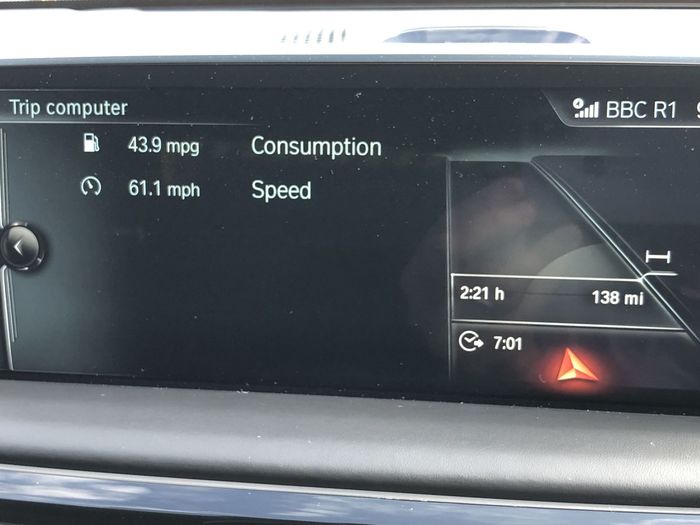 Trip computer
BBC R1
43.9 mpg Consumption
61.1 mph Speed
2:21 h 138 mi
7:01